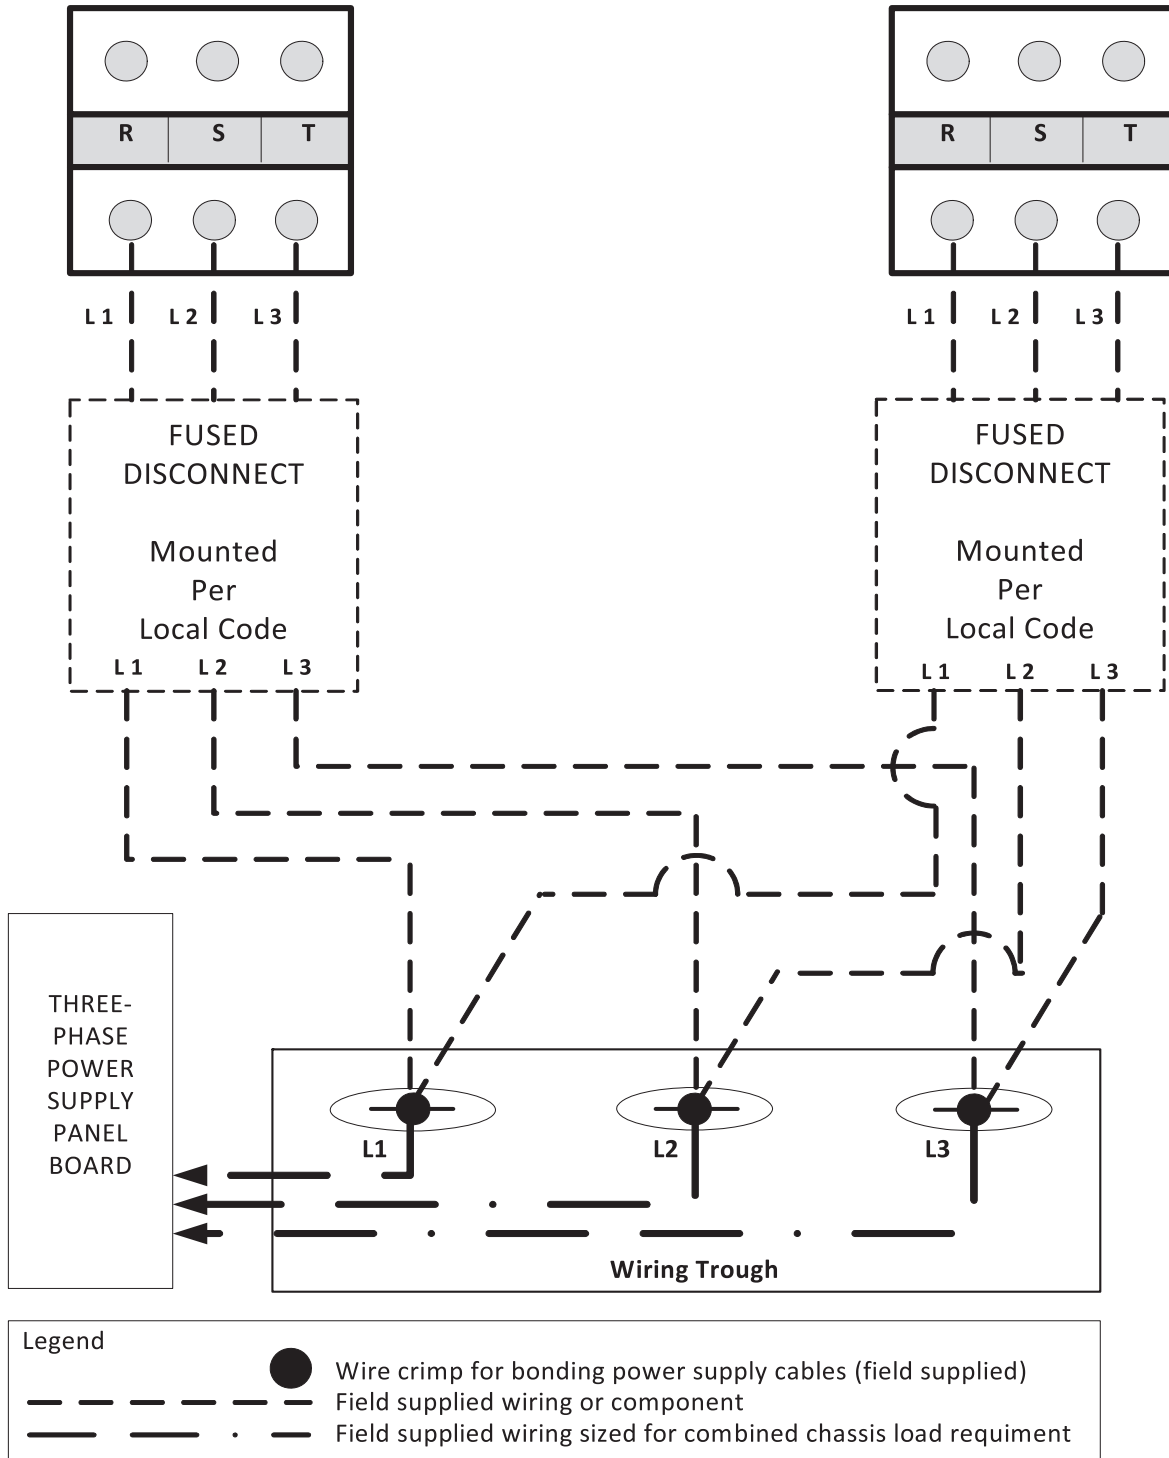 R S T
R S T
L 1 L 2 L 3
L 1 L 2 L 3
FUSED
DISCONNECT
Mounted
Per
Local Code
L 1 L 2 L 3
FUSED
DISCONNECT
Mounted
Per
Local Code
L 1 L 2 L 3
THREE-
PHASE
POWER
SUPPLY
PANEL
BOARD
L1
L2
L3
Wiring Trough
Legend
Wire crimp for bonding power supply cables (field supplied)
Field supplied wiring or component
Field supplied wiring sized for combined chassis load requiment